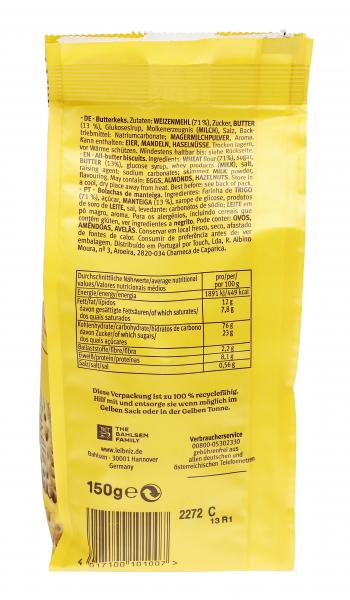 - DE - Butterkeks. Zutaten: WEIZENMEHL (71 %), Zucker, BUTTER
(13 %), Glukosesirup, Molkenerzeugnis (MILCH), Salz, Back-
triebmittel: Natriumcarbonate; MAGERMILCHPULVER, Aroma.
Kann enthalten: EIER, MANDELN, HASELNÜSSE. Trocken lagern,
vor Wärme schützen. Mindestens haltbar bis: siehe Rückseite.
- EN - All-butter biscuits. Ingredients: WHEAT flour (71%), sugar,
BUTTER (13%), glucose syrup, whey products (MILK), salt,
raising agent: sodium carbonates; skimmed MILK powder,
flavouring. May contain: EGGS, ALMONDS, HAZELNUTS. Store in
a cool, dry place away from heat. Best before: see back of pack.
- PT - Bolachas de manteiga. Ingredientes: Farinha de TRIGO
(71 %), açúcar, MANTEIGA (13 %), xarope de glicose, produtos
de soro de LEITE, sal, levedante: carbonatos de sódio; LEITE em
pó magro, aroma. Para os alergénios, incluindo cereais que
contêm glúten, ver ingredientes a negrito. Pode conter: OVOS,
AMÊNDOAS, AVELÃS. Conservar em local fresco, seco, afastado
de fontes de calor. Consumir de preferência antes de: ver
embalagem. Distribuído em Portugal por Touch, Lda, R. Albino
Moura, nº 3, Aroeira, 2820-034 Charneca de Caparica.
Durchschnittliche Nährwerte/average nutritional values/Valores nutricionais médios pro/per/por 100 g
Energie/energy/energia 1891 kJ/449 kcal
Fett/fat/lípidos 12 g
davon gesättigte Fettsäuren/of which saturates/dos quais saturados 7,8 g
Kohlenhydrate/carbohydrate/hidratos de carbono 76 g
davon Zucker/of which sugars/dos quais açúcares 23 g
Ballaststoffe/fibre/fibra 2,2 g
Eiweiß/protein/proteínas 8,1 g
Salz/salt/sal 0,56 g
Diese Verpackung ist zu 100 % recyclefähig.
Hilf mit und entsorge sie wenn möglich im
Gelben Sack oder in der Gelben Tonne.
THE
BAHLSEN
FAMILY
www.leibniz.de
Bahlsen · 30001 Hannover
Germany
Verbraucherservice
00800-05302330
gebührenfrei aus
allen deutschen und
österreichischen Telefonnetzen
150g e
2272 C
13 R1
4 017100 101007 >